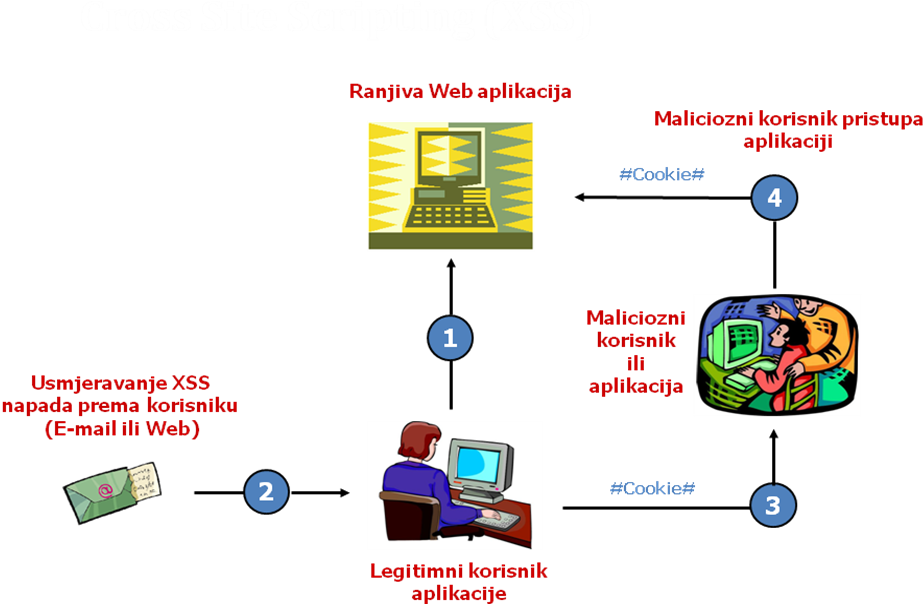 Ranjiva Web aplikacija
Maliciozni korisnik pristupa
aplikaciji
#Cookie#
4
1
Maliciozni
korisnik
ili
aplikacija
Usmjeravanje XSS
napada prema korisniku
(E-mail ili Web)
@
2
#Cookie#
3
Legitimni korisnik
aplikacije